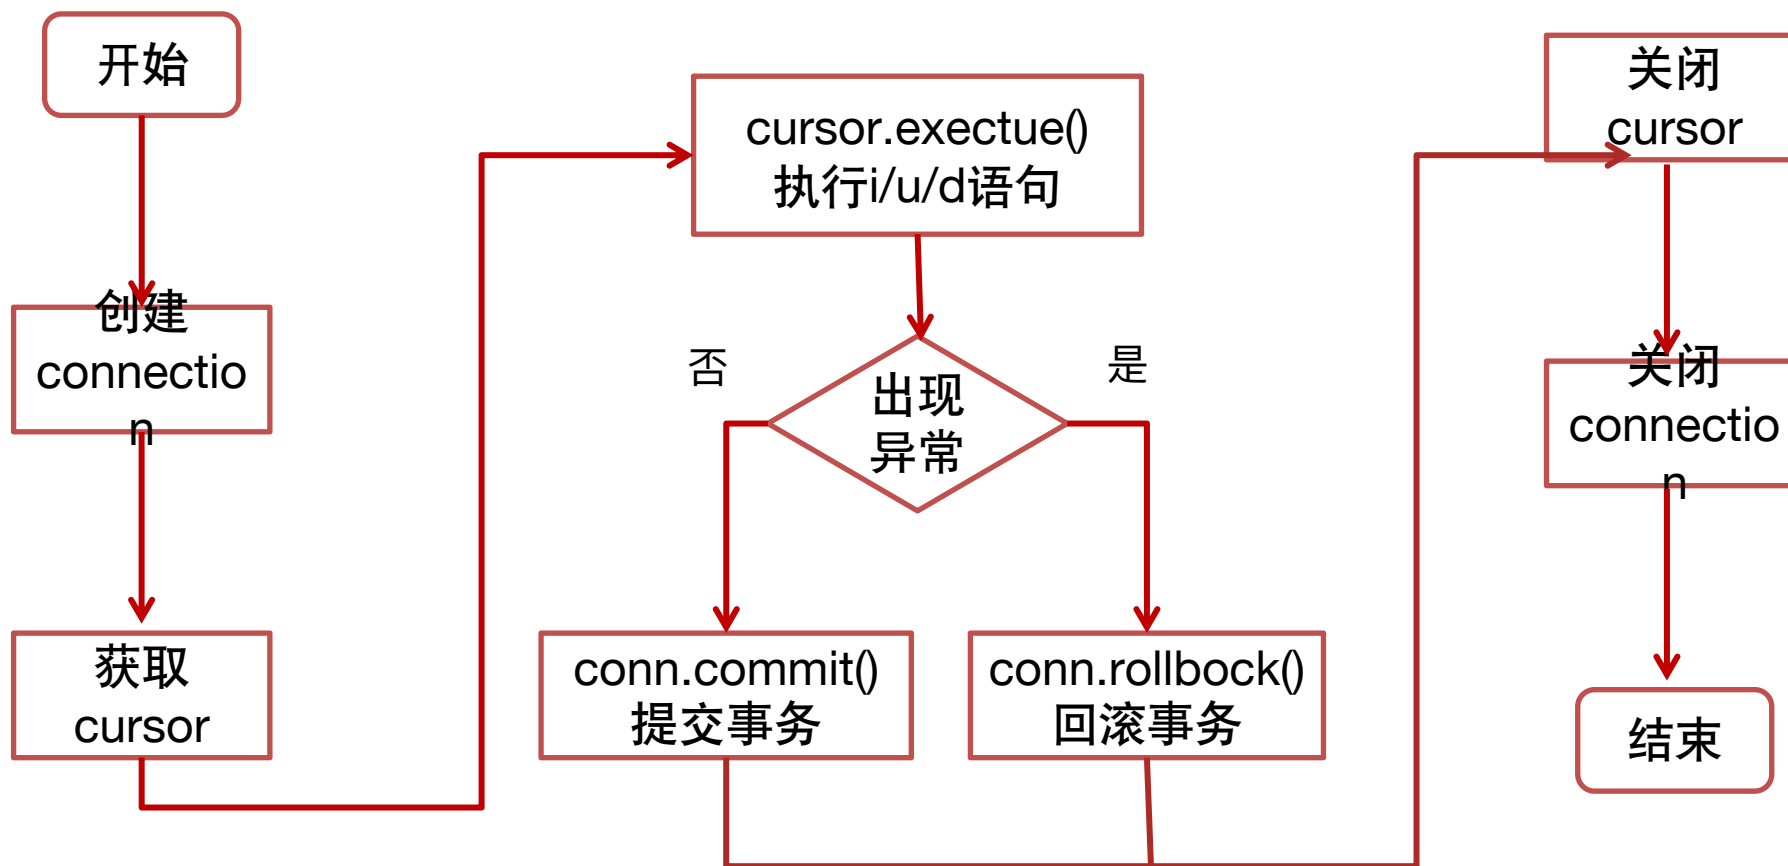 开始
创建
connectio
n
获取
cursor
cursor.exectue()
执行i/u/d语句
否
是
出现
异常
conn.commit()
提交事务
conn.rollbock()
回滚事务
关闭
cursor
关闭
connectio
n
结束